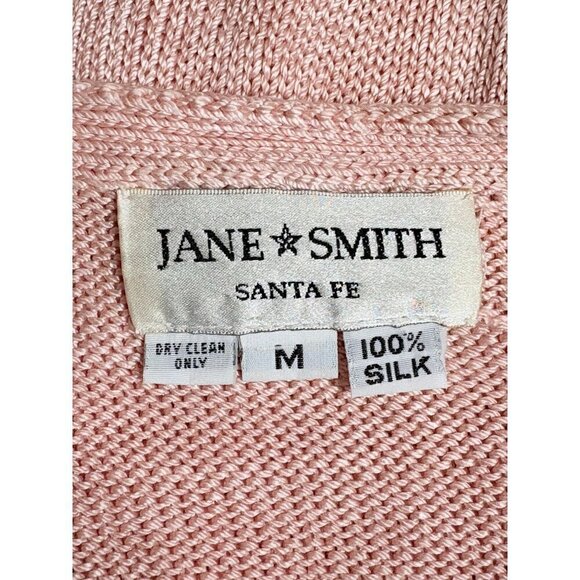 JANE ★ SMITH
SANTA FE
DRY CLEAN
ONLY
M
100%
SILK